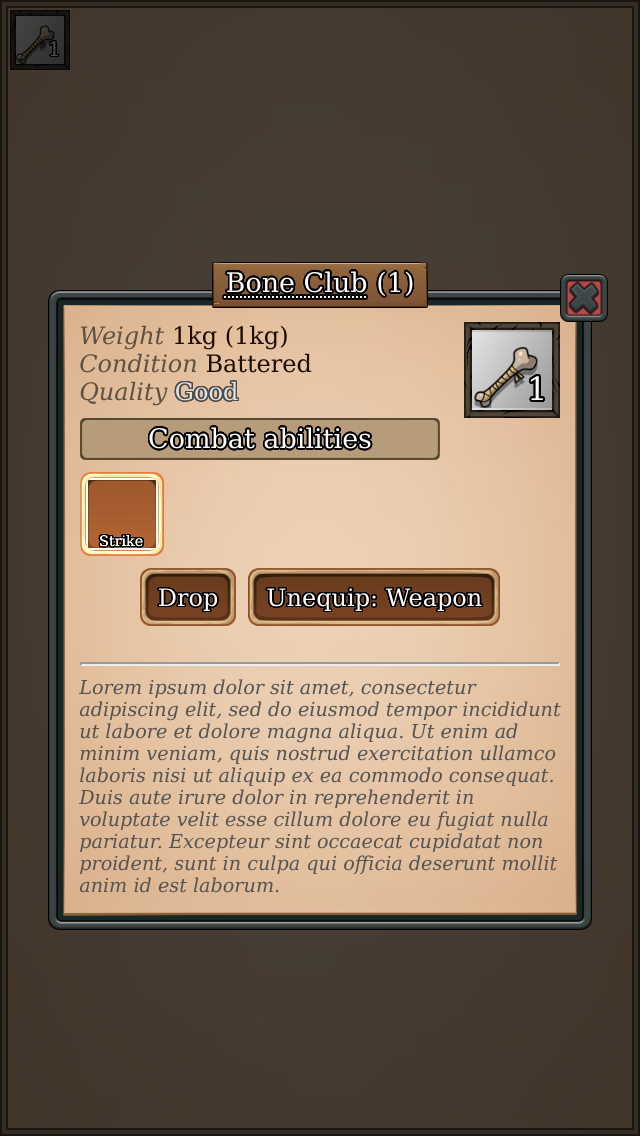 1
Bone Club (1)
Weight 1kg (1kg)
Condition Battered
Quality Good
1
Combat abilities
Strike
Drop
Unequip: Weapon
Lorem ipsum dolor sit amet, consectetur
adipiscing elit, sed do eiusmod tempor incididunt
ut labore et dolore magna aliqua. Ut enim ad
minim veniam, quis nostrud exercitation ullamco
laboris nisi ut aliquip ex ea commodo consequat.
Duis aute irure dolor in reprehenderit in
voluptate velit esse cillum dolore eu fugiat nulla
pariatur. Excepteur sint occaecat cupidatat non
proident, sunt in culpa qui officia deserunt mollit
anim id est laborum.